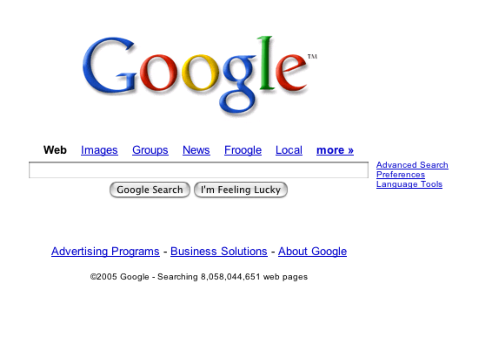 Google™
Web Images Groups News Froogle Local more »
Advanced Search
Preferences
Language Tools
Google Search I'm Feeling Lucky
Advertising Programs - Business Solutions - About Google
©2005 Google - Searching 8,058,044,651 web pages